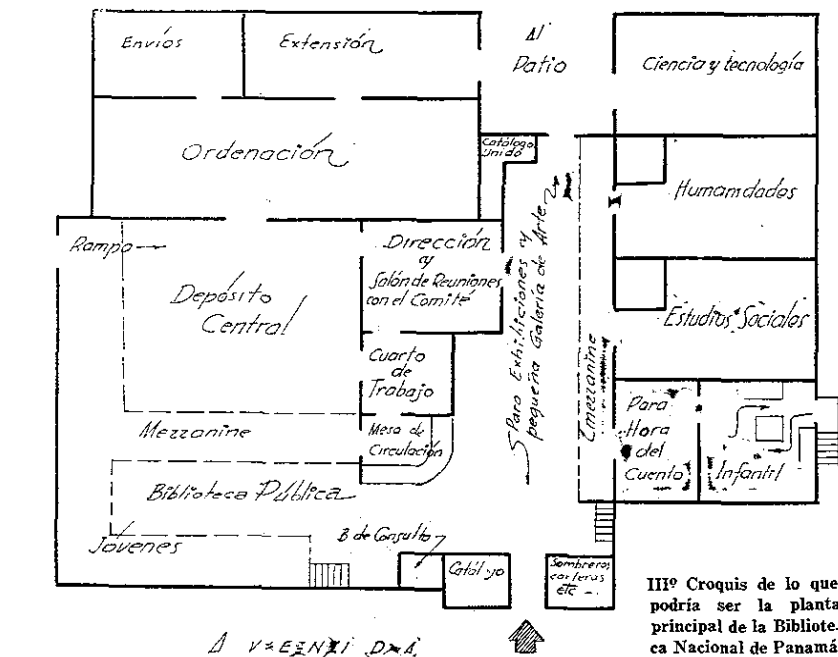 Envíos
Extensión
Al
Patio
Ciencia y tecnología
Ordenación
Catálogo
Unido
Humanidades
Rampa
Dirección
y
Salón de Reuniones
con el Comité
Depósito
Central
Para Exhibiciones y
pequeña Galería de Arte
Estudios Sociales
Cuarto
de
Trabajo
Mezzanine
Para
Hora
del
Cuento
Infantil
Mezzanine
Mesa de
Circulación
Biblioteca Pública
Jóvenes
B de Consulta
Catálogo
Sombreros
carteras
etc
IIIº Croquis de lo que
podría ser la planta
principal de la Bibliote-
ca Nacional de Panamá
AVENIDA